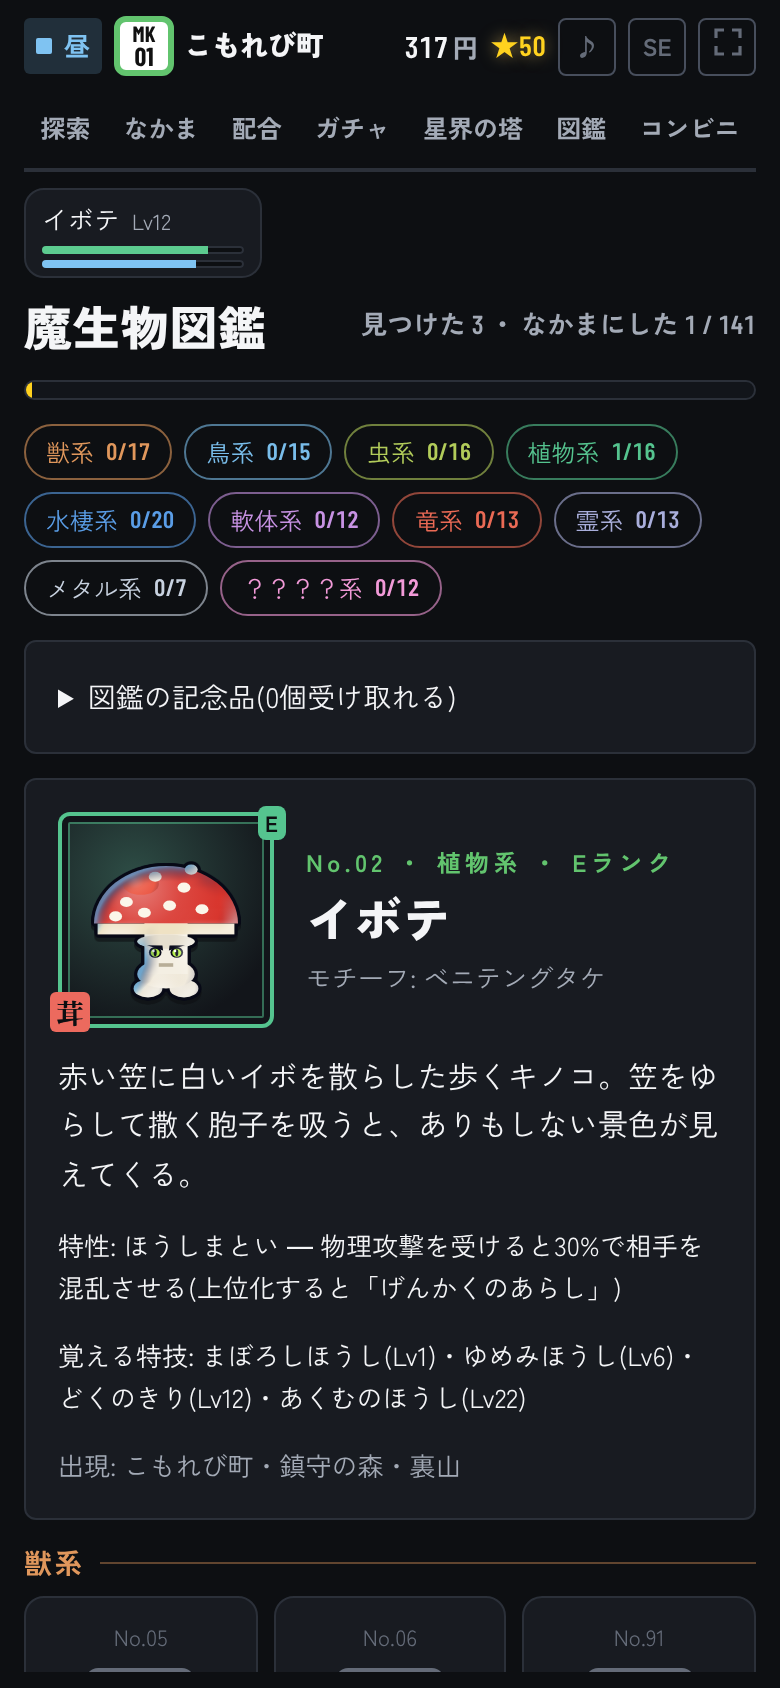 昼 MK 01 こもれび町 317円 ★50 ♪ SE
探索 なかま 配合 ガチャ 星界の塔 図鑑 コンビニ
イボテ Lv12
魔生物図鑑 見つけた 3 ・ なかまにした 1 / 141
獣系 0/17 鳥系 0/15 虫系 0/16 植物系 1/16
水棲系 0/20 軟体系 0/12 竜系 0/13 霊系 0/13
メタル系 0/7 ？？？？系 0/12
▶ 図鑑の記念品(0個受け取れる)
E
No.02 ・ 植物系 ・ Eランク
イボテ
モチーフ: ベニテングタケ
茸
赤い笠に白いイボを散らした歩くキノコ。笠をゆ
らして撒く胞子を吸うと、ありもしない景色が見
えてくる。
特性: ほうしまとい — 物理攻撃を受けると30%で相手を
混乱させる(上位化すると「げんかくのあらし」)
覚える特技: まぼろしほうし(Lv1)・ゆめみほうし(Lv6)・
どくのきり(Lv12)・あくむのほうし(Lv22)
出現: こもれび町・鎮守の森・裏山
獣系
No.05 No.06 No.91